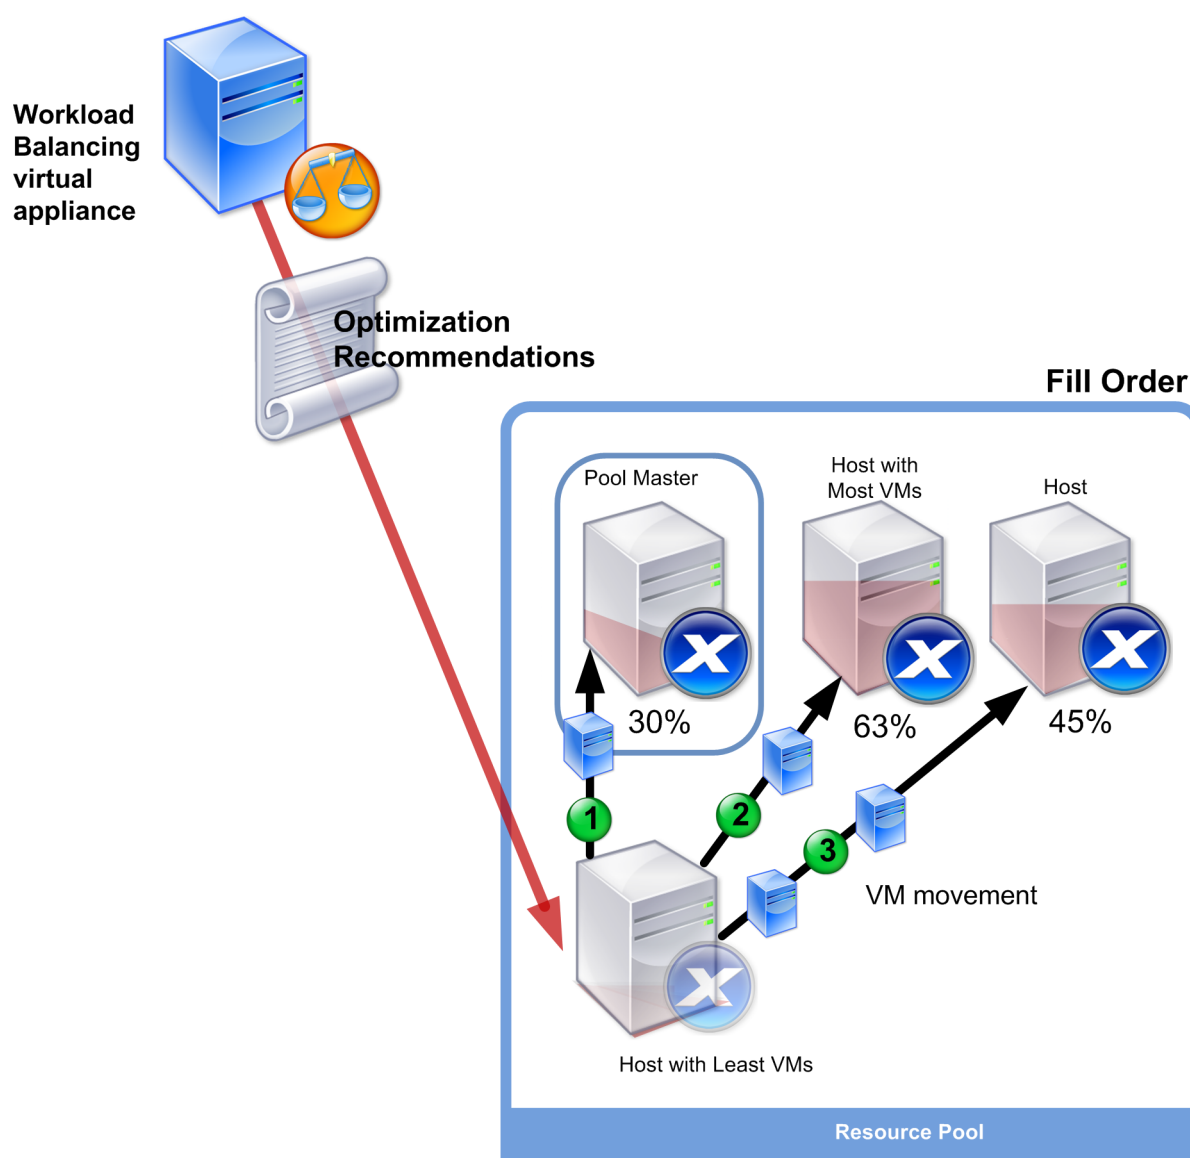 Workload
Balancing
virtual
appliance
Optimization
Recommendations
Fill Order
Pool Master
Host with
Most VMs
Host
X
X
X
30%
63%
45%
1
2
3
VM movement
X
Host with Least VMs
Resource Pool